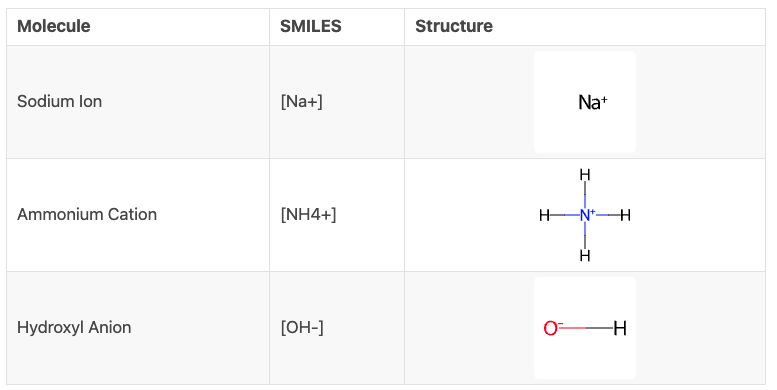 Molecule SMILES Structure
Sodium Ion [Na+] Na⁺
H
Ammonium Cation [NH4+] H N⁺ H
H
Hydroxyl Anion [OH-] O⁻ H